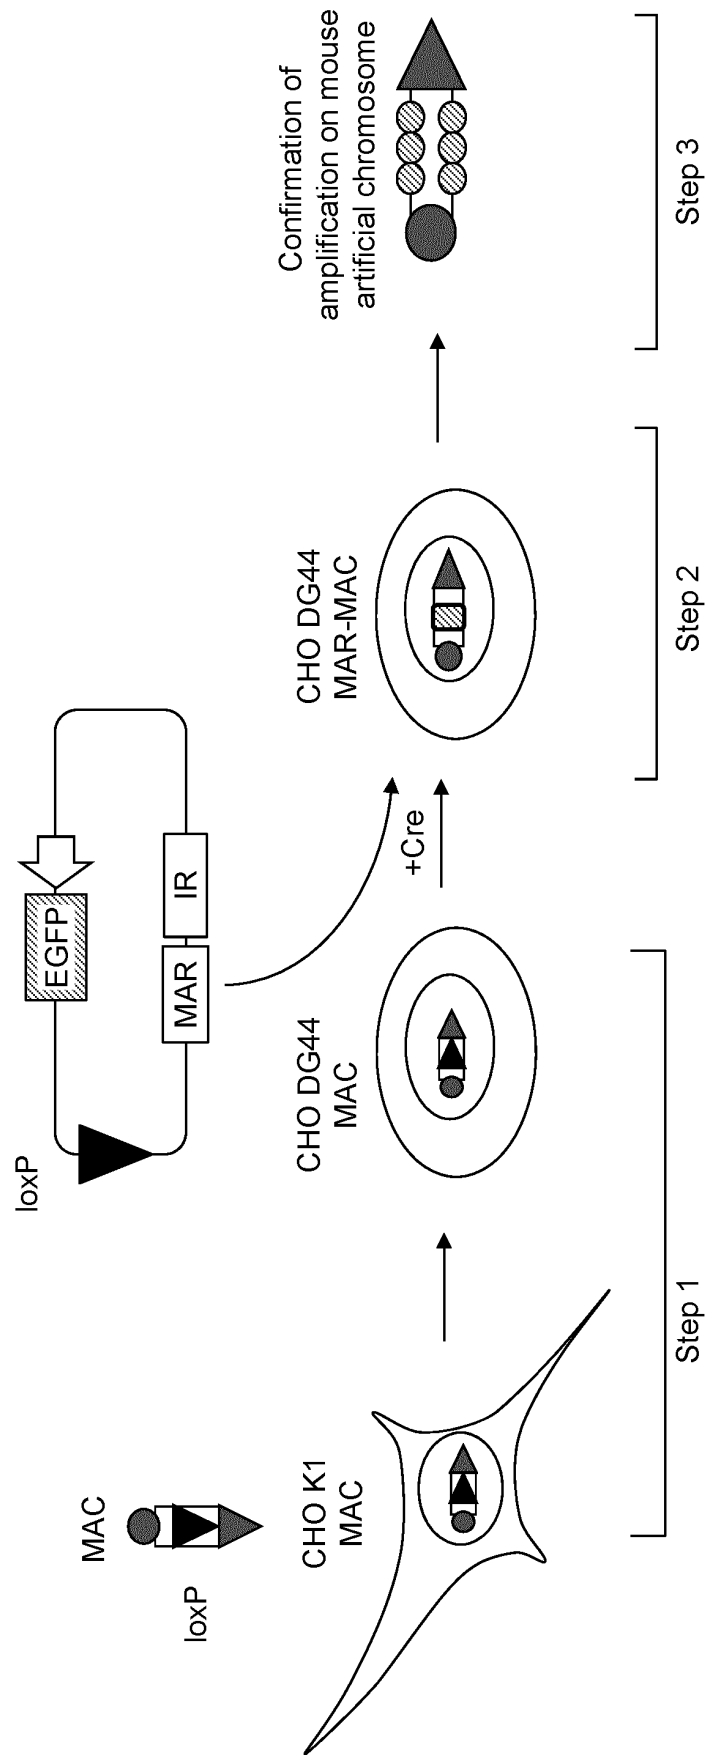 MAC
loxP
CHO K1
MAC
Step 1
loxP
EGFP
MAR
IR
CHO DG44
MAC
+Cre
CHO DG44
MAR-MAC
Step 2
Confirmation of
amplification on mouse
artificial chromosome
Step 3